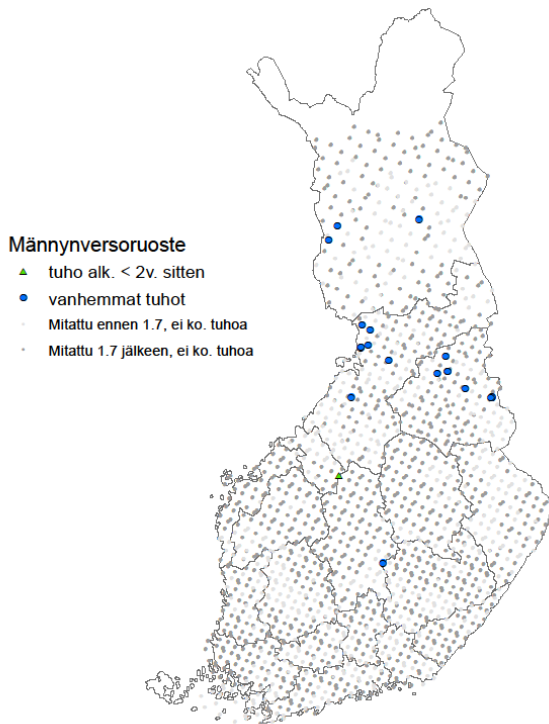 Männynversoruoste
tuho alk. < 2v. sitten
vanhemmat tuhot
Mitattu ennen 1.7, ei ko. tuhoa
Mitattu 1.7 jälkeen, ei ko. tuhoa